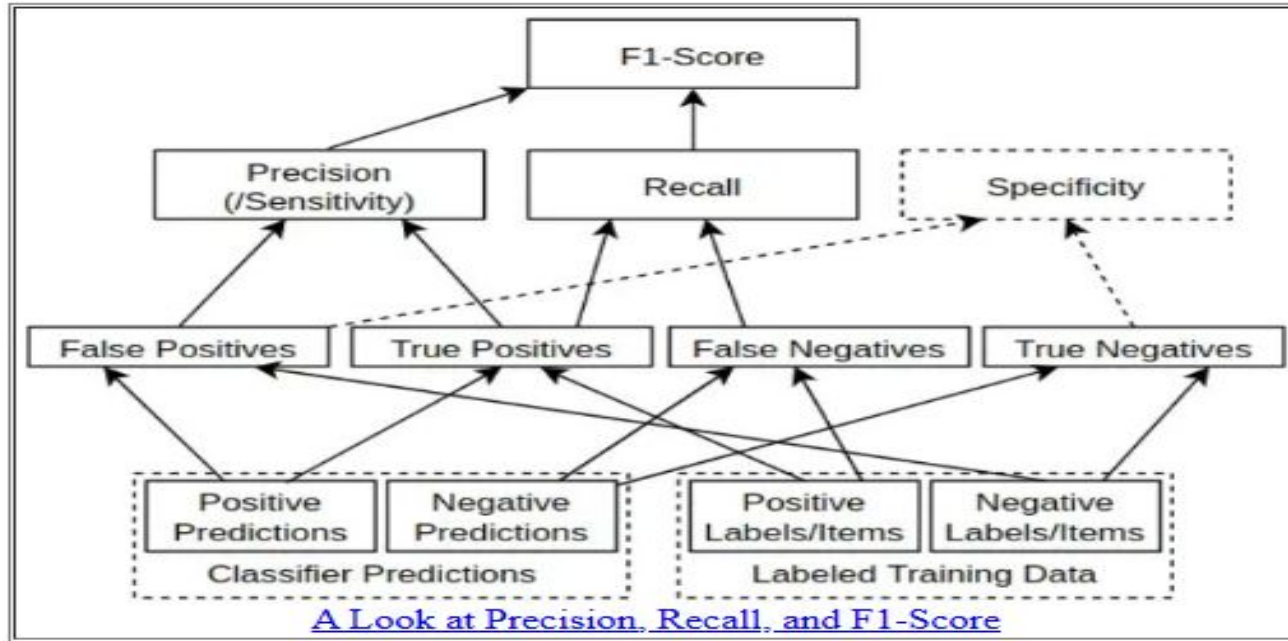 F1-Score
Precision
(/Sensitivity)
Recall
Specificity
False Positives
True Positives
False Negatives
True Negatives
Positive
Predictions
Negative
Predictions
Classifier Predictions
Positive
Labels/Items
Negative
Labels/Items
Labeled Training Data
A Look at Precision, Recall, and F1-Score